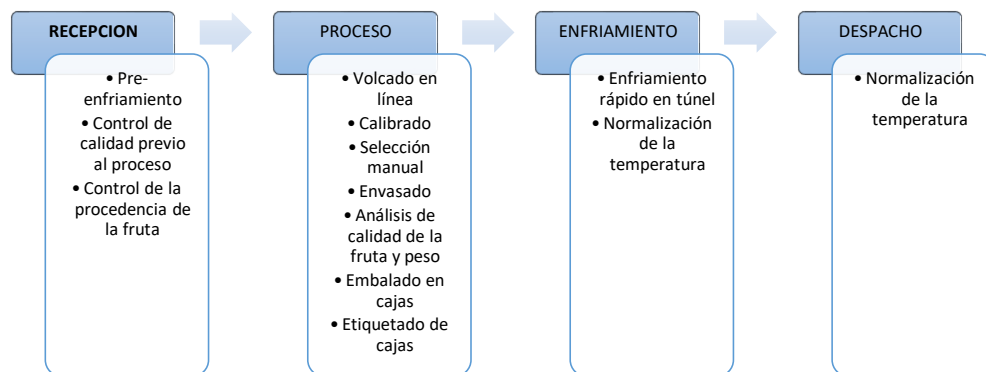 RECEPCION
• Pre-
enfriamiento
• Control de
calidad previo
al proceso
• Control de la
procedencia de
la fruta
PROCESO
• Volcado en
línea
• Calibrado
• Selección
manual
• Envasado
• Análisis de
calidad de la
fruta y peso
• Embalado en
cajas
• Etiquetado de
cajas
ENFRIAMIENTO
• Enfriamiento
rápido en túnel
• Normalización
de la
temperatura
DESPACHO
• Normalización
de la
temperatura